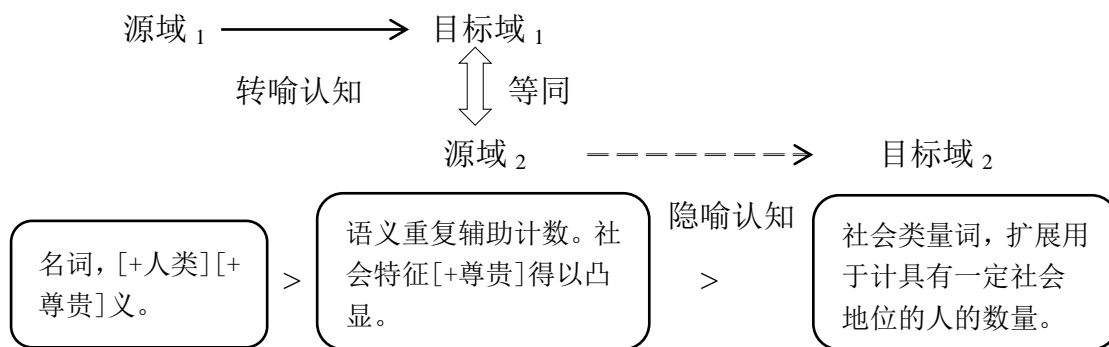 源域₁ 目标域₁
转喻认知 等同
源域₂ 目标域₂
隐喻认知
名词，[+人类][+
尊贵]义。
>
语义重复辅助计数。社
会特征[+尊贵]得以凸
显。
>
社会类量词，扩展用
于计具有一定社会
地位的人的数量。